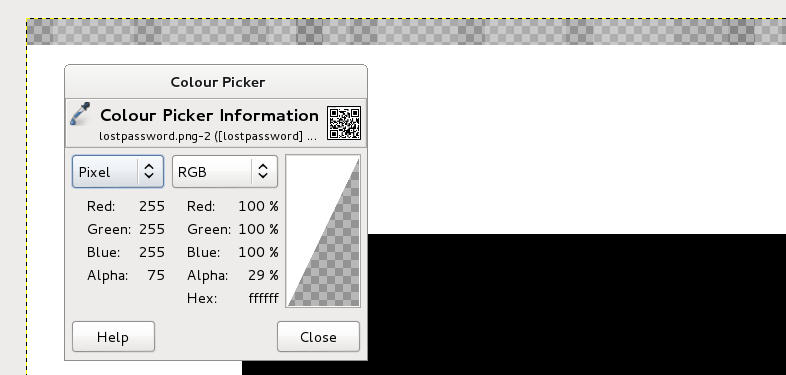 Colour Picker
Colour Picker Information
lostpassword.png-2 ([lostpassword] ...
Pixel RGB
Red: 255 Red: 100 %
Green: 255 Green: 100 %
Blue: 255 Blue: 100 %
Alpha: 75 Alpha: 29 %
Hex: ffffff
Help Close